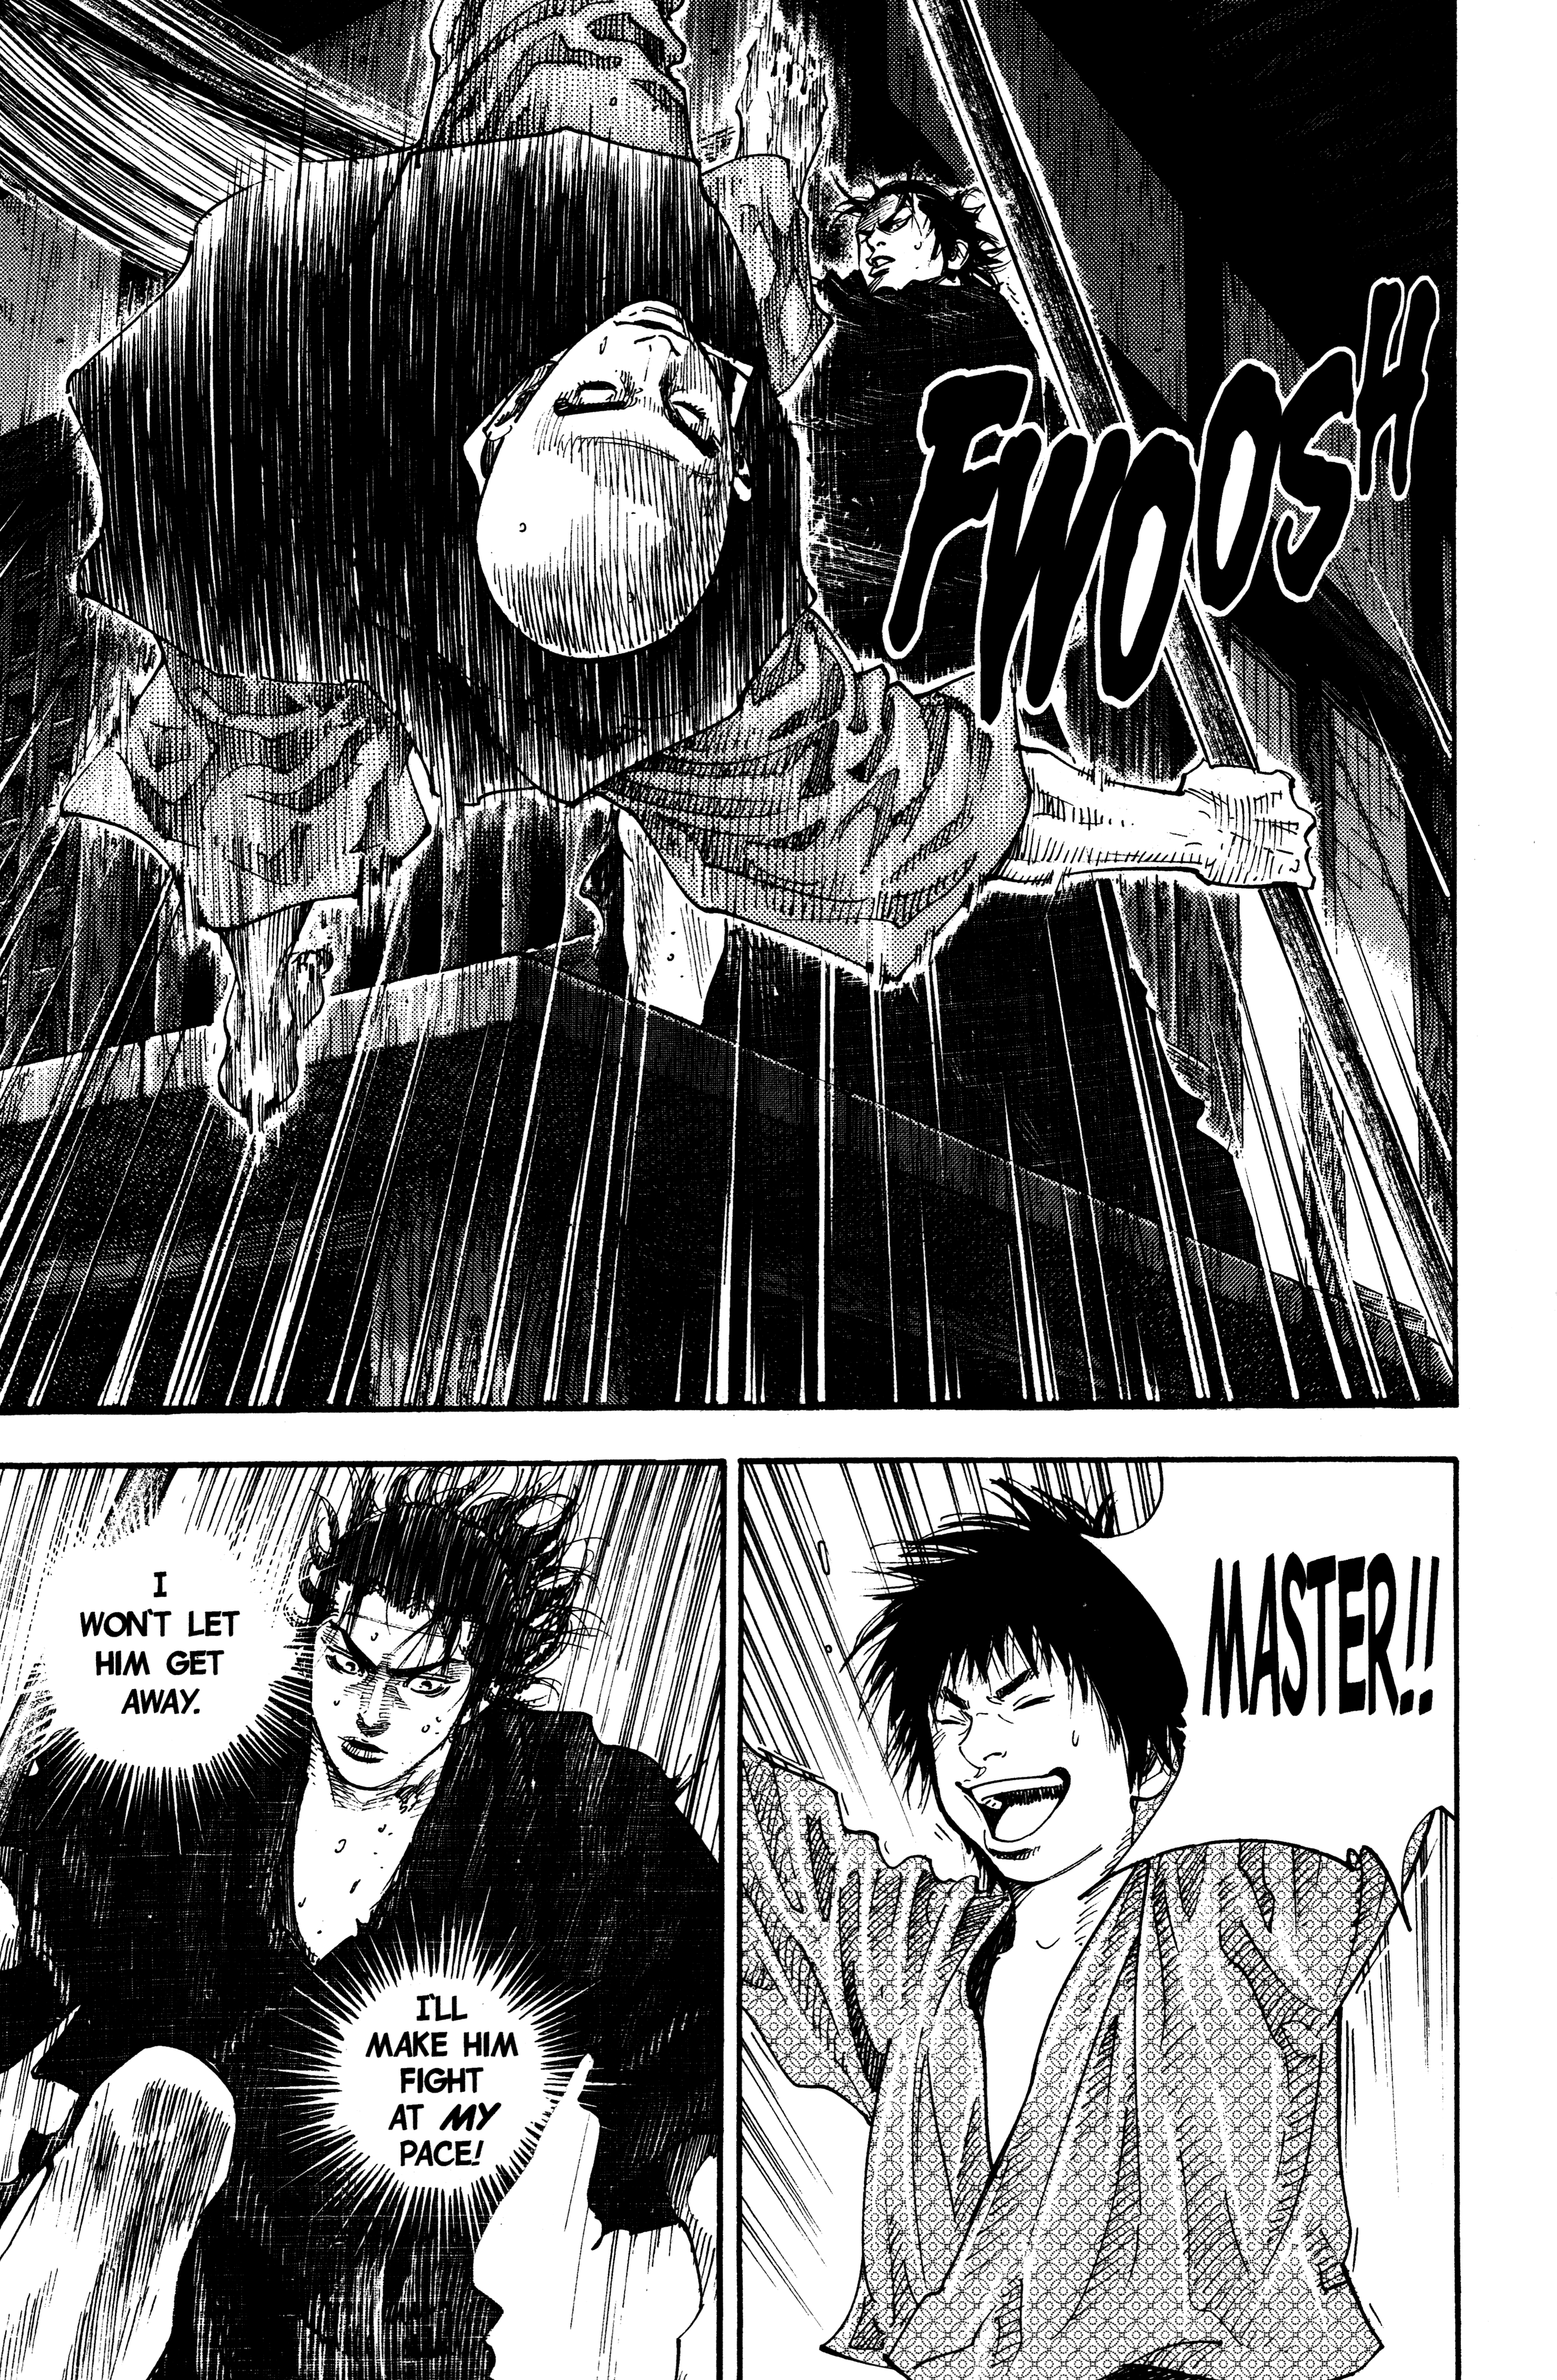 FWOOSH
MASTER!!
I
WON'T LET
HIM GET
AWAY.
I'LL
MAKE HIM
FIGHT
AT MY
PACE!